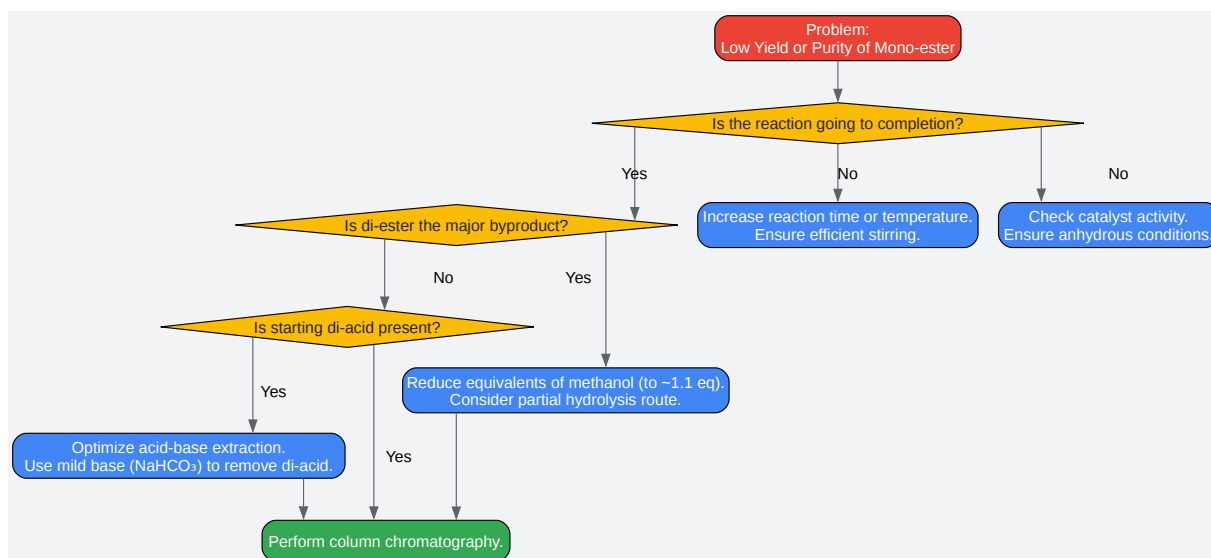 Problem:
Low Yield or Purity of Mono-ester
Is the reaction going to completion?
Yes
No
No
Increase reaction time or temperature.
Ensure efficient stirring.
Check catalyst activity.
Ensure anhydrous conditions.
Is di-ester the major byproduct?
No
Yes
Is starting di-acid present?
Reduce equivalents of methanol (to ~1.1 eq).
Consider partial hydrolysis route.
Yes
Optimize acid-base extraction.
Use mild base (NaHCO₃) to remove di-acid.
Yes
Perform column chromatography.